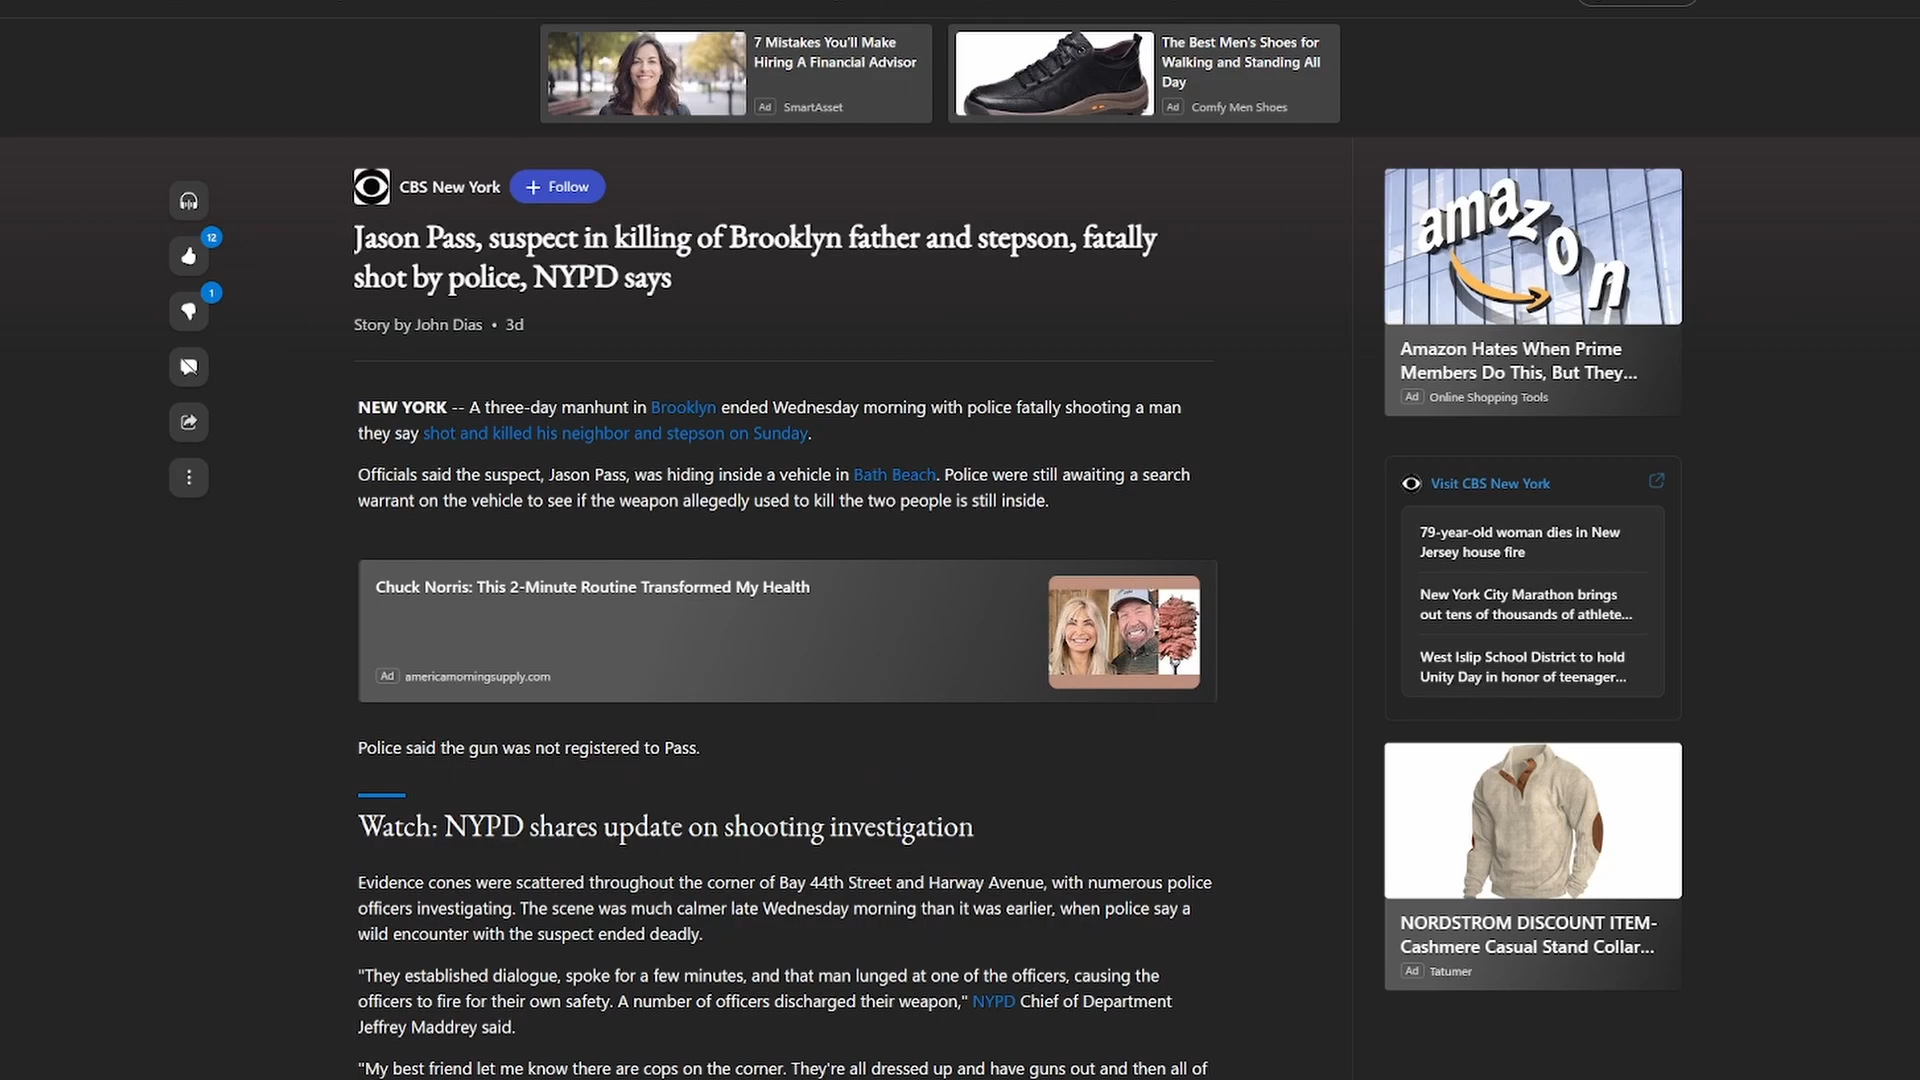 7 Mistakes You'll Make
Hiring A Financial Advisor
Ad SmartAsset
The Best Men's Shoes for
Walking and Standing All
Day
Ad Comfy Men Shoes
CBS New York
+ Follow
12
1
Jason Pass, suspect in killing of Brooklyn father and stepson, fatally
shot by police, NYPD says
Story by John Dias • 3d
NEW YORK -- A three-day manhunt in Brooklyn ended Wednesday morning with police fatally shooting a man
they say shot and killed his neighbor and stepson on Sunday.
Officials said the suspect, Jason Pass, was hiding inside a vehicle in Bath Beach. Police were still awaiting a search
warrant on the vehicle to see if the weapon allegedly used to kill the two people is still inside.
Chuck Norris: This 2-Minute Routine Transformed My Health
Ad americamorningsupply.com
Police said the gun was not registered to Pass.
Watch: NYPD shares update on shooting investigation
Evidence cones were scattered throughout the corner of Bay 44th Street and Harway Avenue, with numerous police
officers investigating. The scene was much calmer late Wednesday morning than it was earlier, when police say a
wild encounter with the suspect ended deadly.
"They established dialogue, spoke for a few minutes, and that man lunged at one of the officers, causing the
officers to fire for their own safety. A number of officers discharged their weapon," NYPD Chief of Department
Jeffrey Maddrey said.
"My best friend let me know there are cops on the corner. They're all dressed up and have guns out and then all of
amazon
Amazon Hates When Prime
Members Do This, But They...
Ad Online Shopping Tools
Visit CBS New York
79-year-old woman dies in New
Jersey house fire
New York City Marathon brings
out tens of thousands of athlete...
West Islip School District to hold
Unity Day in honor of teenager...
NORDSTROM DISCOUNT ITEM-
Cashmere Casual Stand Collar...
Ad Tatumer